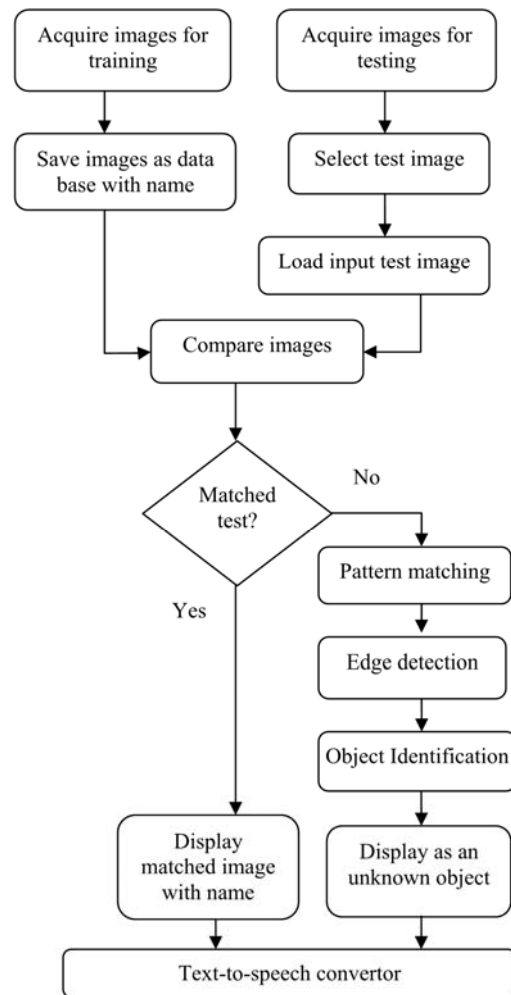 Acquire images for
training
Acquire images for
testing
Save images as data
base with name
Select test image
Load input test image
Compare images
Matched
test?
No
Yes
Pattern matching
Edge detection
Object Identification
Display
matched image
with name
Display as an
unknown object
Text-to-speech convertor